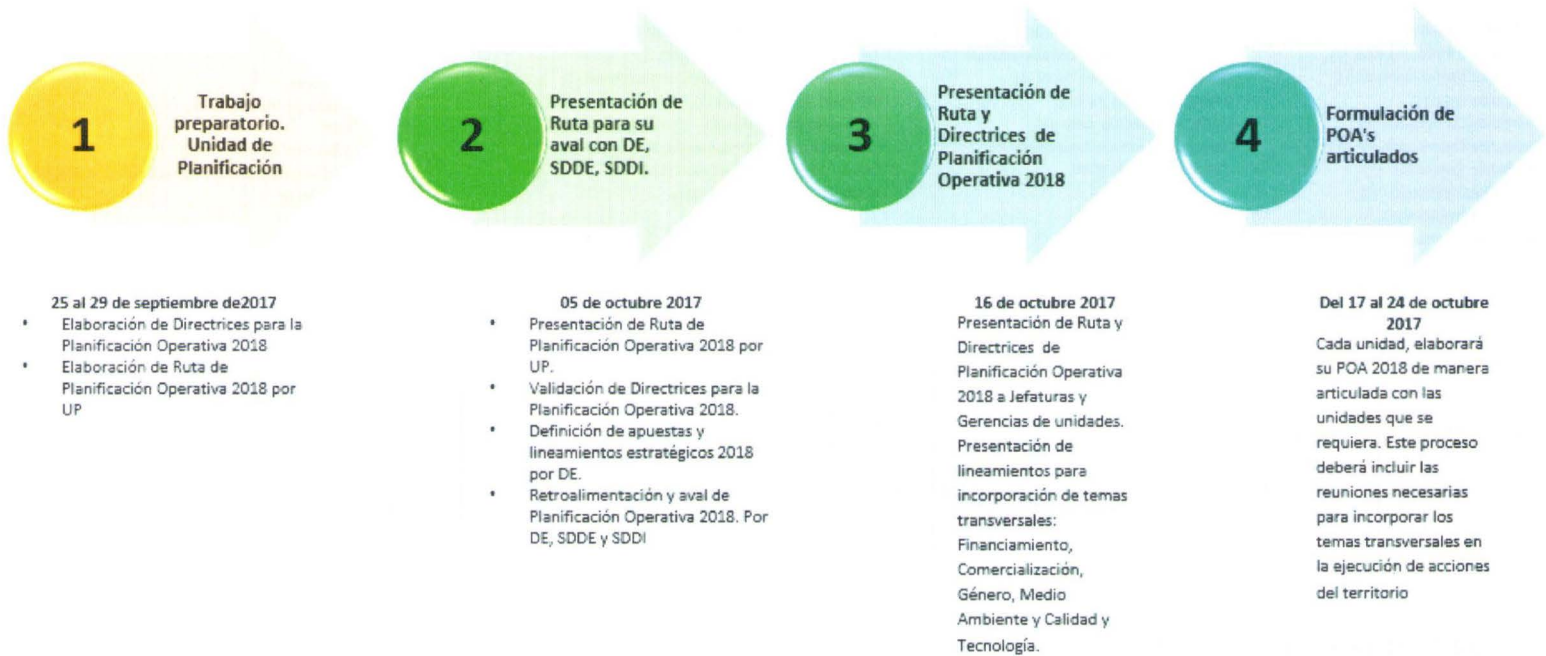 1
Trabajo
preparatorio.
Unidad de
Planificación
2
Presentación de
Ruta para su
aval con DE,
SDDE, SDDI.
3
Presentación de
Ruta y
Directrices de
Planificación
Operativa 2018
4
Formulación de
POA's
articulados
25 al 29 de septiembre de2017
• Elaboración de Directrices para la
Planificación Operativa 2018
• Elaboración de Ruta de
Planificación Operativa 2018 por
UP
05 de octubre 2017
• Presentación de Ruta de
Planificación Operativa 2018 por
UP.
• Validación de Directrices para la
Planificación Operativa 2018.
• Definición de apuestas y
lineamientos estratégicos 2018
por DE.
• Retroalimentación y aval de
Planificación Operativa 2018. Por
DE, SDDE y SDDI
16 de octubre 2017
Presentación de Ruta y
Directrices de
Planificación Operativa
2018 a Jefaturas y
Gerencias de unidades.
Presentación de
lineamientos para
incorporación de temas
transversales:
Financiamiento,
Comercialización,
Género, Medio
Ambiente y Calidad y
Tecnología.
Del 17 al 24 de octubre
2017
Cada unidad, elaborará
su POA 2018 de manera
articulada con las
unidades que se
requiera. Este proceso
deberá incluir las
reuniones necesarias
para incorporar los
temas transversales en
la ejecución de acciones
del territorio